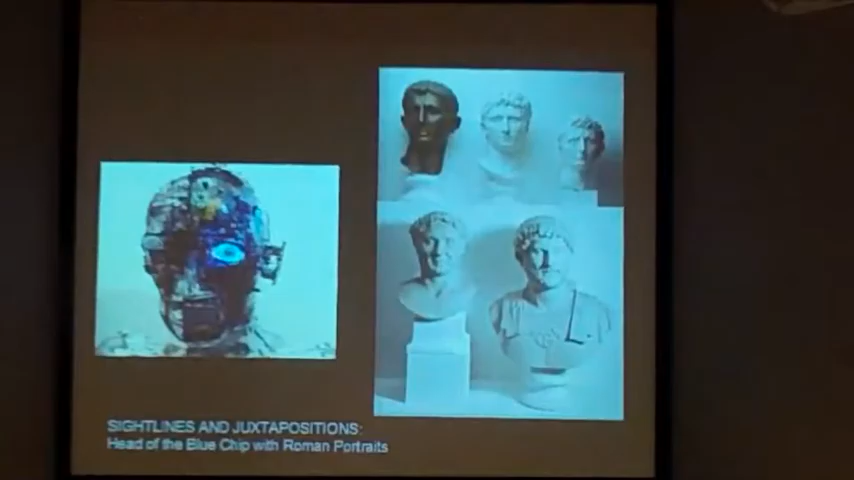 SIGHTLINES AND JUXTAPOSITIONS:
Head of the Blue Chip with Roman Portraits